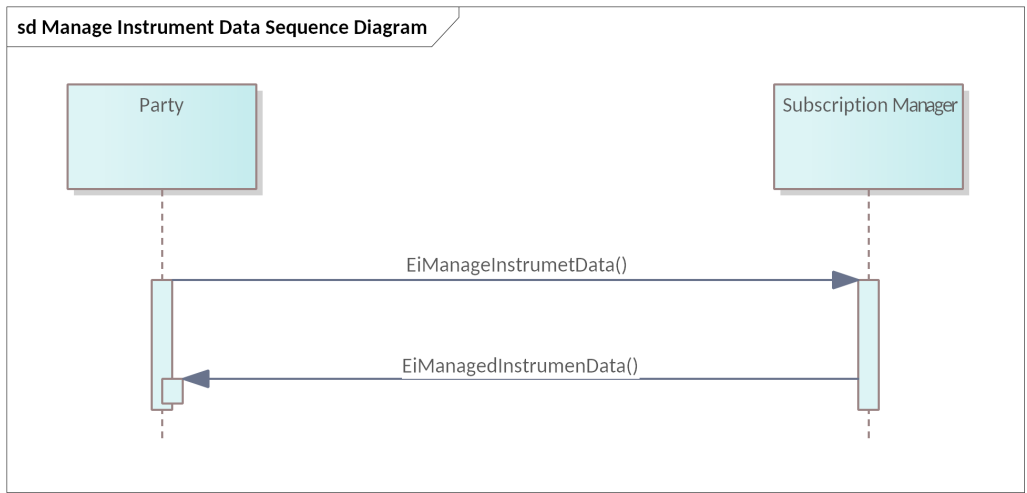 sd Manage Instrument Data Sequence Diagram
Party
Subscription Manager
EiManageInstrumetData()
EiManagedInstrumenData()